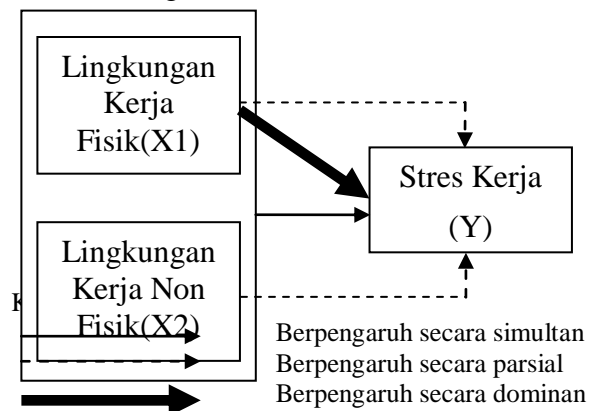 Lingkungan
Kerja
Fisik(X1)
Stres Kerja
(Y)
Lingkungan
Kerja Non
Fisik(X2)
Berpengaruh secara simultan
Berpengaruh secara parsial
Berpengaruh secara dominan